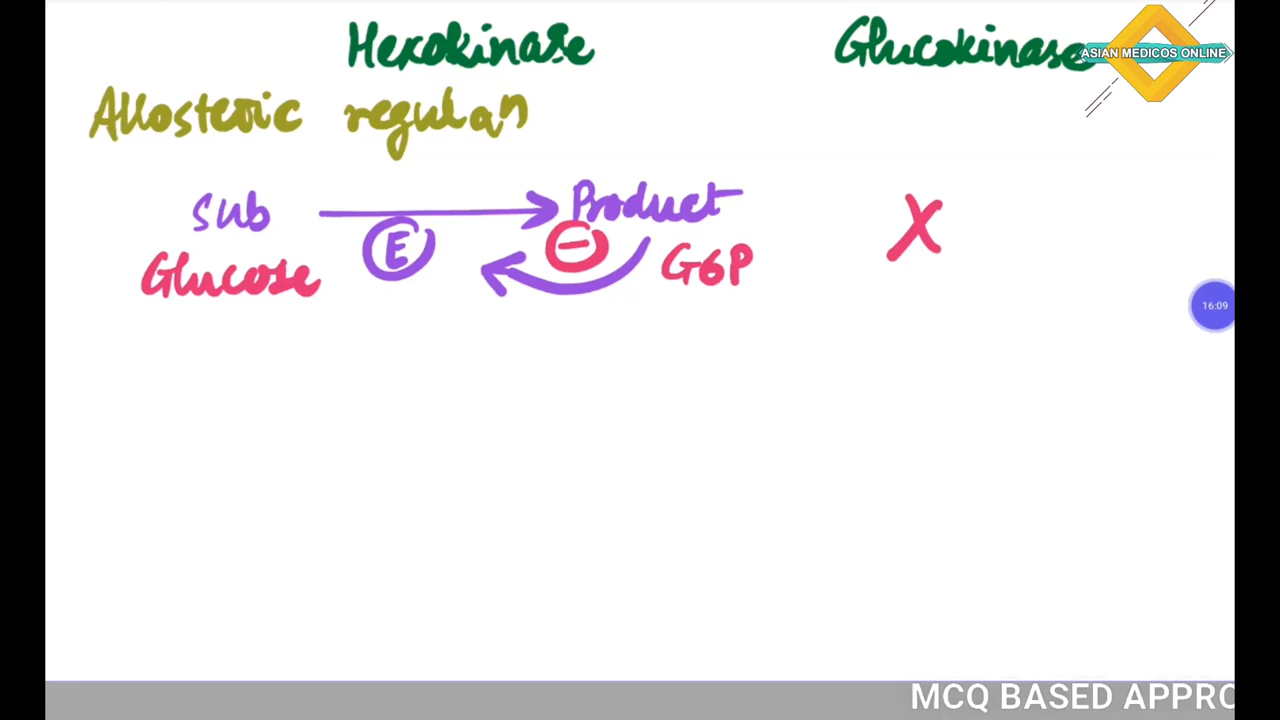 Hexokinase Glucokinase
ASIAN MEDICOS ONLINE
Allosteric regulan
Sub Product X
E −
Glucose G6P
16:09
MCQ BASED APPRO